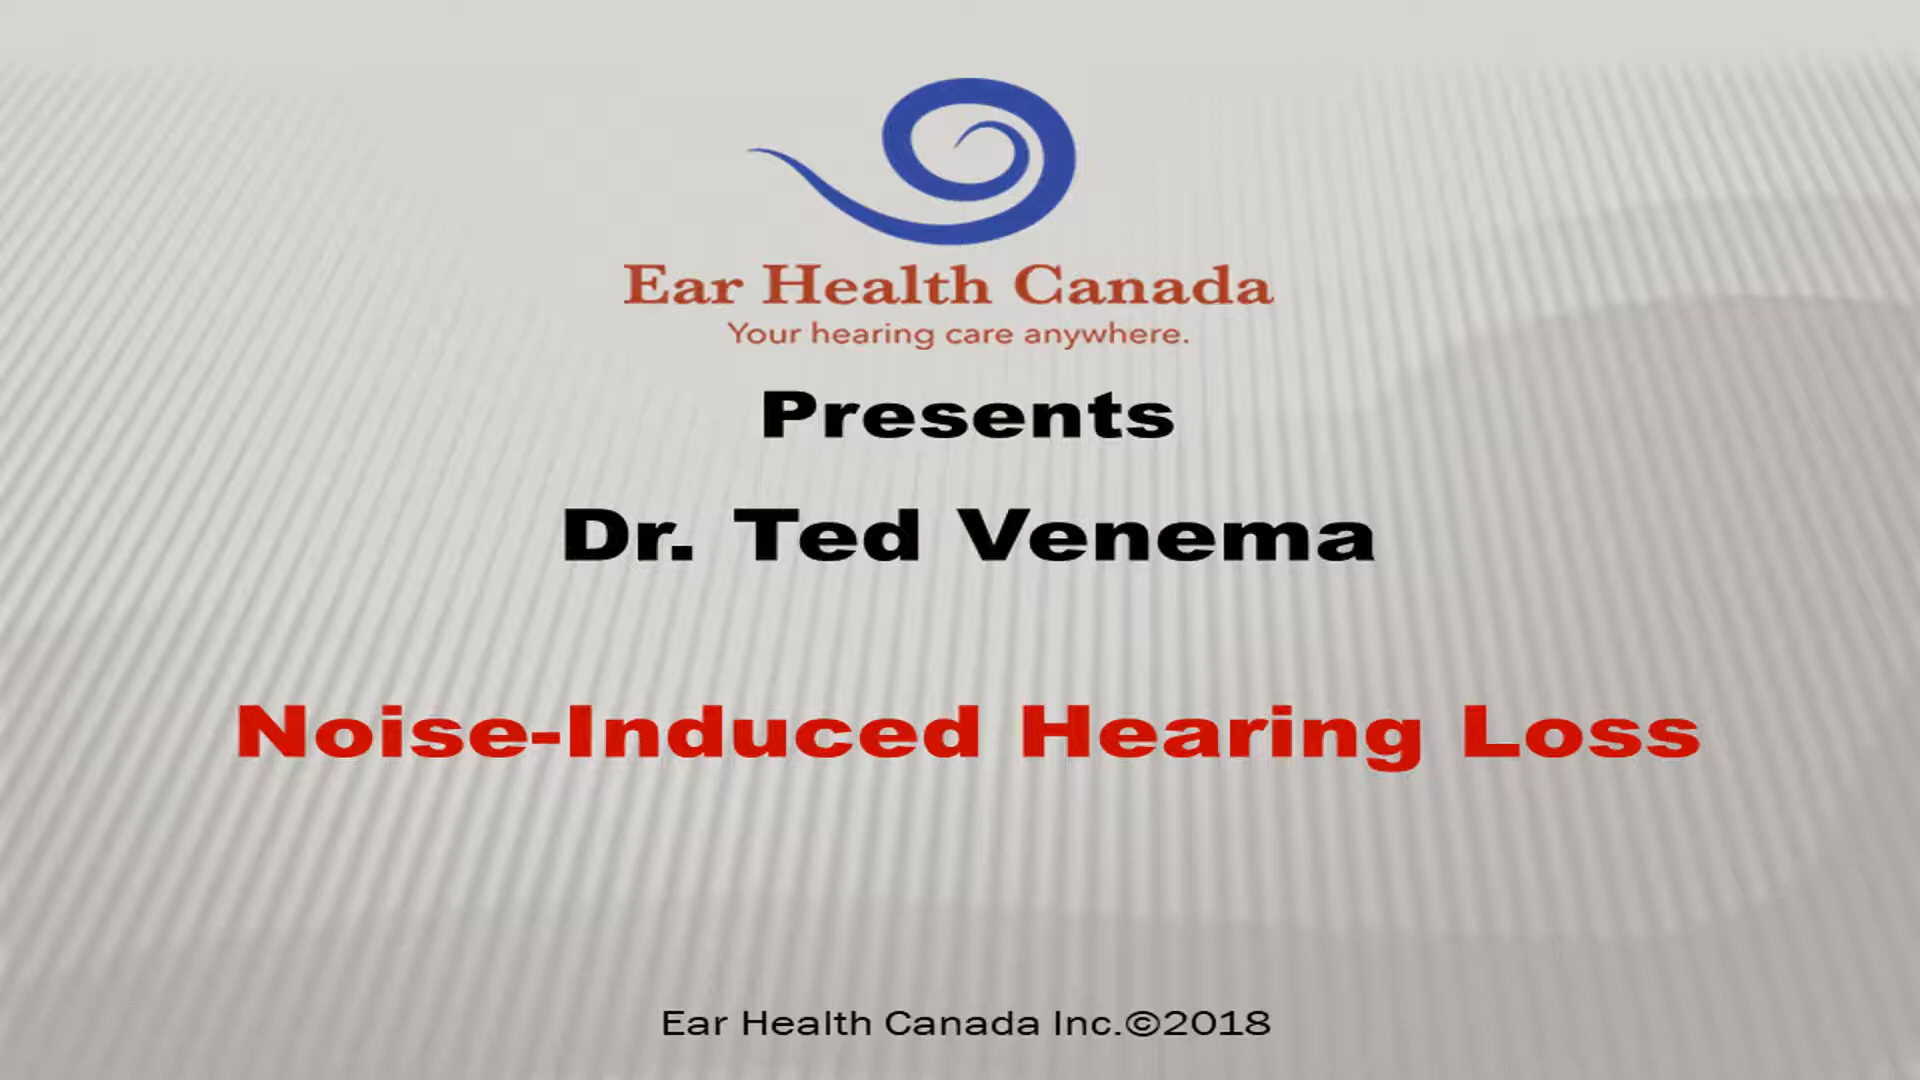 Ear Health Canada
Your hearing care anywhere.
Presents
Dr. Ted Venema
Noise-Induced Hearing Loss
Ear Health Canada Inc.©2018